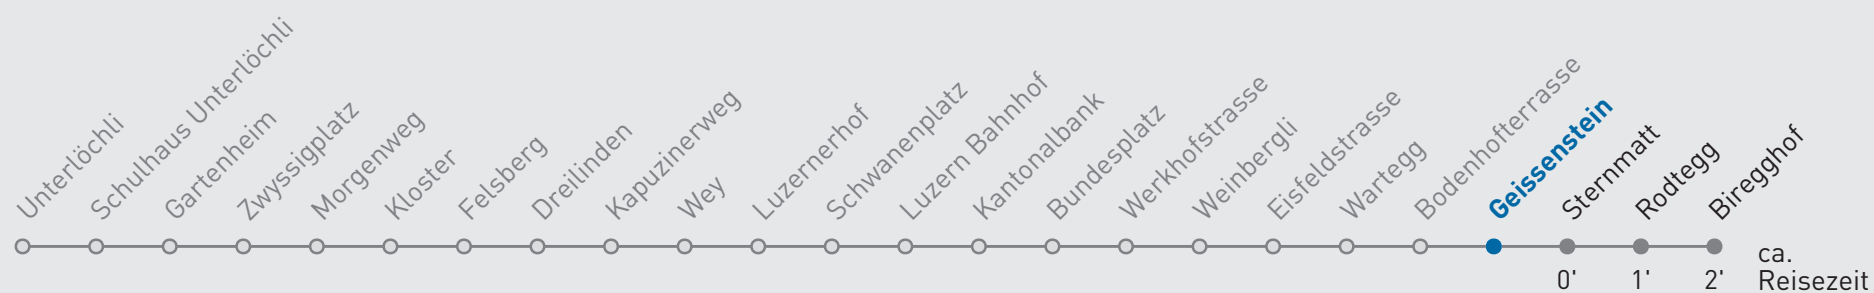 Unterlöchli
Schulhaus Unterlöchli
Gartenheim
Zwyssigplatz
Morgenweg
Kloster
Felsberg
Dreilinden
Kapuzinerweg
Wey
Luzernerhof
Schwanenplatz
Luzern Bahnhof
Kantonalbank
Bundesplatz
Werkhofstrasse
Weinbergli
Eisfeldstrasse
Wartegg
Bodenhofterrasse
Geissenstein
Sternmatt
Rodtegg
Biregghof
0' 1' 2' ca.
Reisezeit